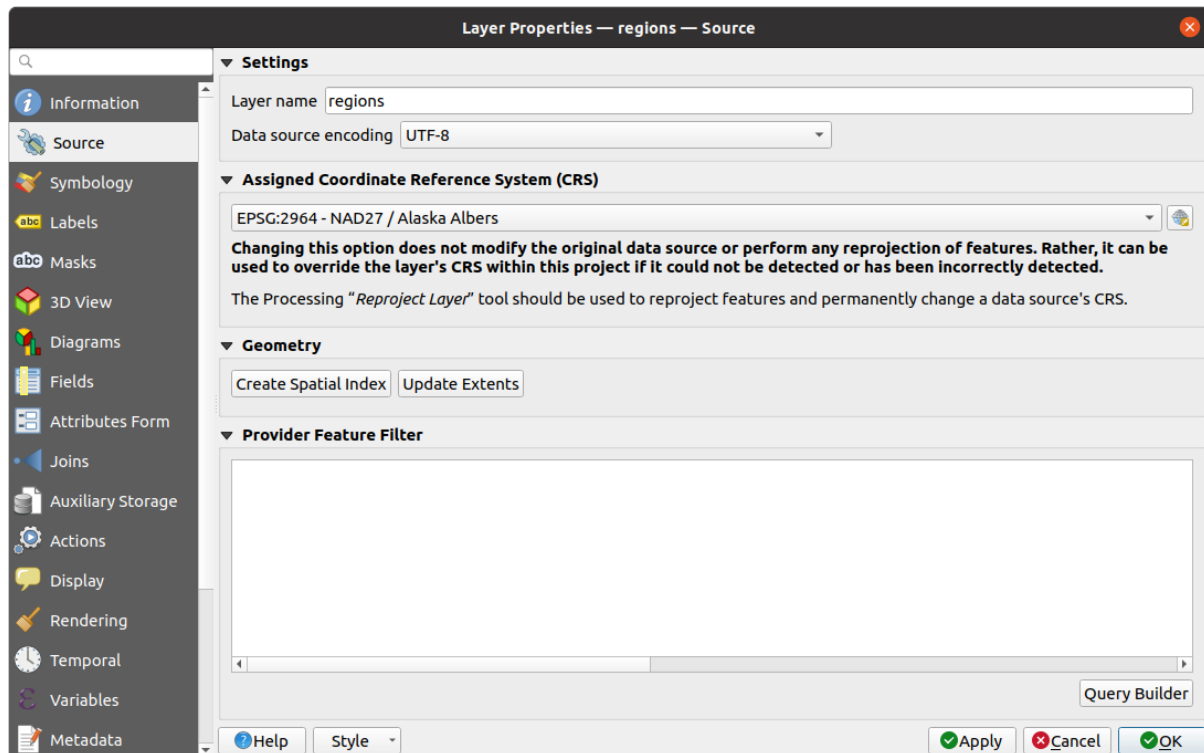 Layer Properties — regions — Source
Information
Source
Symbology
abc Labels
abc Masks
3D View
Diagrams
Fields
Attributes Form
Joins
Auxiliary Storage
Actions
Display
Rendering
Temporal
Variables
Metadata
Settings
Layer name regions
Data source encoding UTF-8
Assigned Coordinate Reference System (CRS)
EPSG:2964 - NAD27 / Alaska Albers
Changing this option does not modify the original data source or perform any reprojection of features. Rather, it can be
used to override the layer's CRS within this project if it could not be detected or has been incorrectly detected.
The Processing “Reproject Layer” tool should be used to reproject features and permanently change a data source's CRS.
Geometry
Create Spatial Index Update Extents
Provider Feature Filter
Query Builder
Help Style Apply Cancel OK